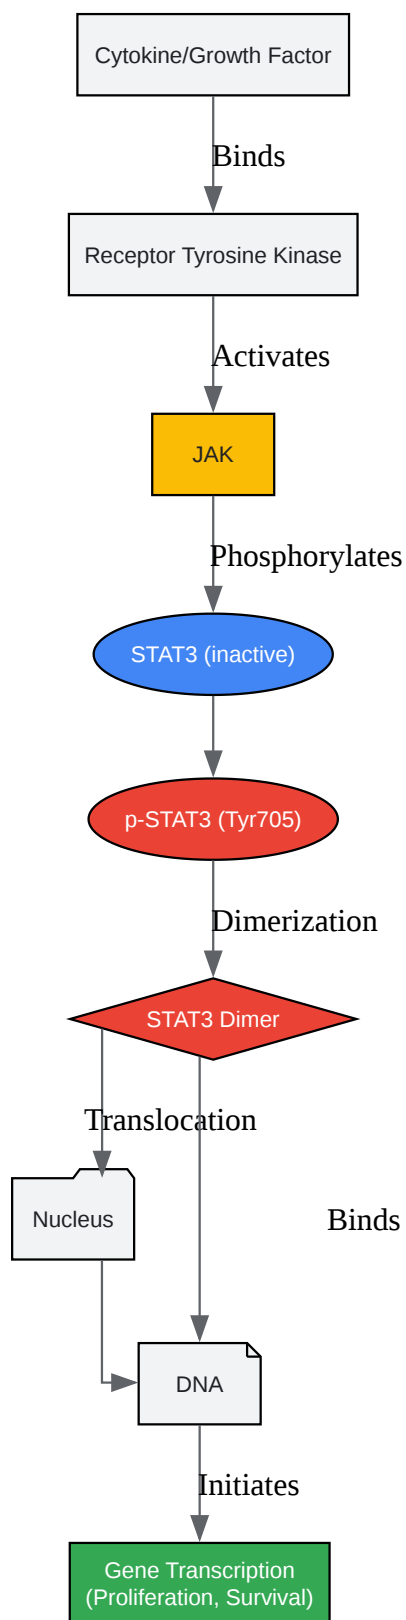 Cytokine/Growth Factor
Binds
Receptor Tyrosine Kinase
Activates
JAK
Phosphorylates
STAT3 (inactive)
p-STAT3 (Tyr705)
Dimerization
STAT3 Dimer
Translocation
Nucleus
Binds
DNA
Initiates
Gene Transcription
(Proliferation, Survival)